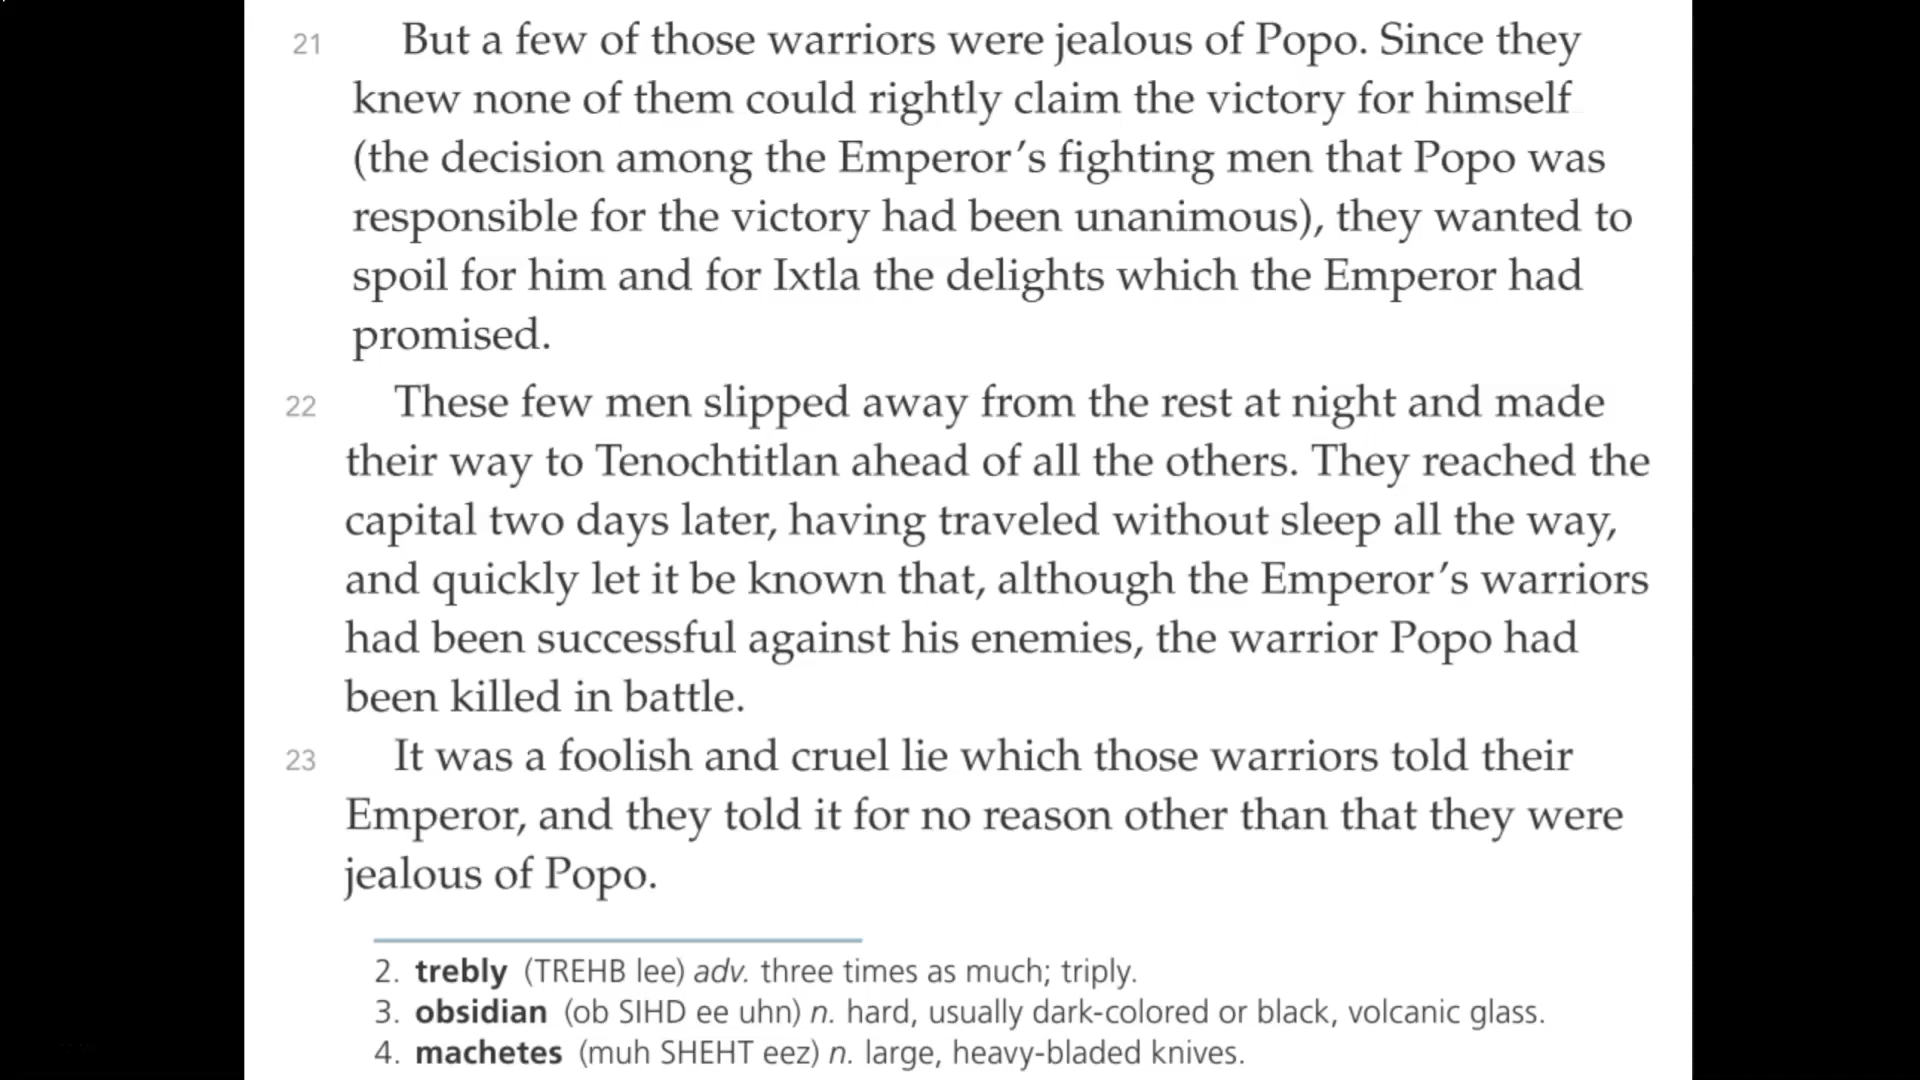 21 But a few of those warriors were jealous of Popo. Since they
knew none of them could rightly claim the victory for himself
(the decision among the Emperor’s fighting men that Popo was
responsible for the victory had been unanimous), they wanted to
spoil for him and for Ixtla the delights which the Emperor had
promised.
22 These few men slipped away from the rest at night and made
their way to Tenochtitlan ahead of all the others. They reached the
capital two days later, having traveled without sleep all the way,
and quickly let it be known that, although the Emperor’s warriors
had been successful against his enemies, the warrior Popo had
been killed in battle.
23 It was a foolish and cruel lie which those warriors told their
Emperor, and they told it for no reason other than that they were
jealous of Popo.
2. trebly (TREHB lee) adv. three times as much; triply.
3. obsidian (ob SIHD ee uhn) n. hard, usually dark-colored or black, volcanic glass.
4. machetes (muh SHEHT eez) n. large, heavy-bladed knives.